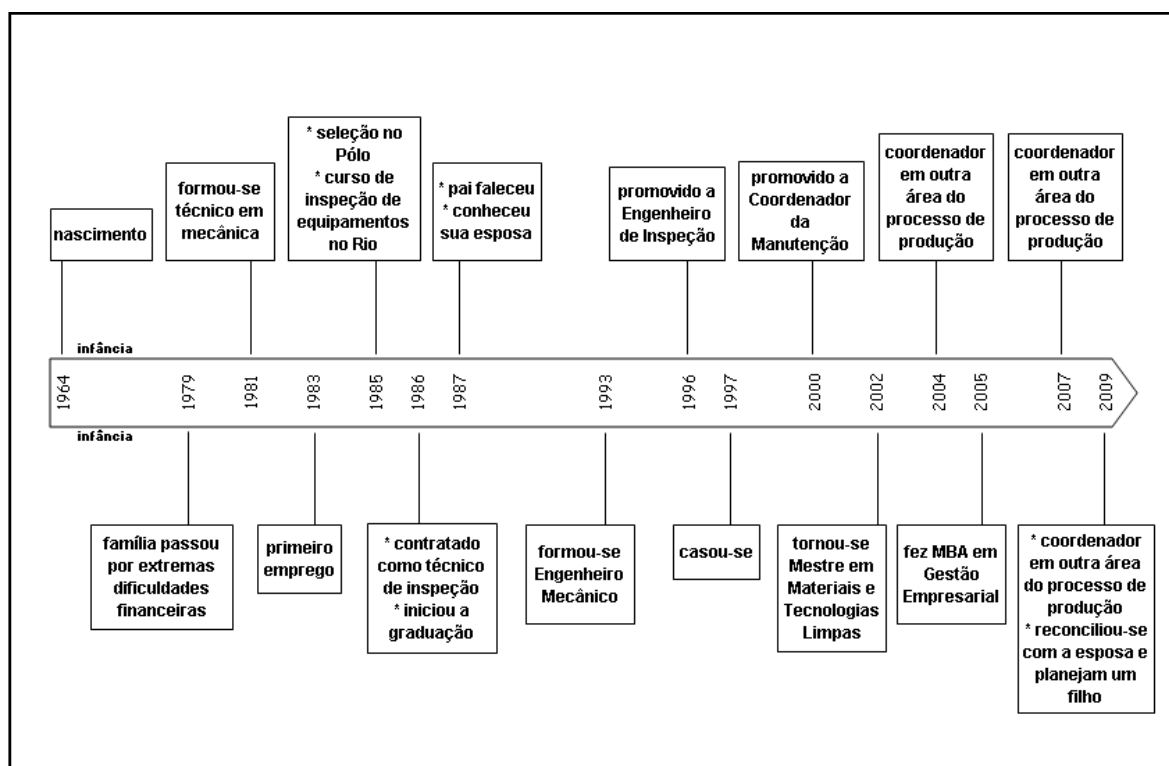 nascimento
formou-se
técnico em
mecânica
* seleção no
Pólo
* curso de
inspeção de
equipamentos
no Rio
* pai faleceu
* conheceu
sua esposa
promovido a
Engenheiro
de Inspeção
promovido a
Coordenador
da
Manutenção
coordenador
em outra
área do
processo de
produção
coordenador
em outra
área do
processo de
produção
infância
1964
1979
1981
1983
1985
1986
1987
1993
1996
1997
2000
2002
2004
2005
2007
2009
infância
família passou
por extremas
dificuldades
financeiras
primeiro
emprego
* contratado
como técnico
de inspeção
* iniciou a
graduação
formou-se
Engenheiro
Mecânico
casou-se
tornou-se
Mestre em
Materiais e
Tecnologias
Limpas
fez MBA em
Gestão
Empresarial
* coordenador
em outra área
do processo de
produção
* reconciliou-se
com a esposa e
planejam um
filho